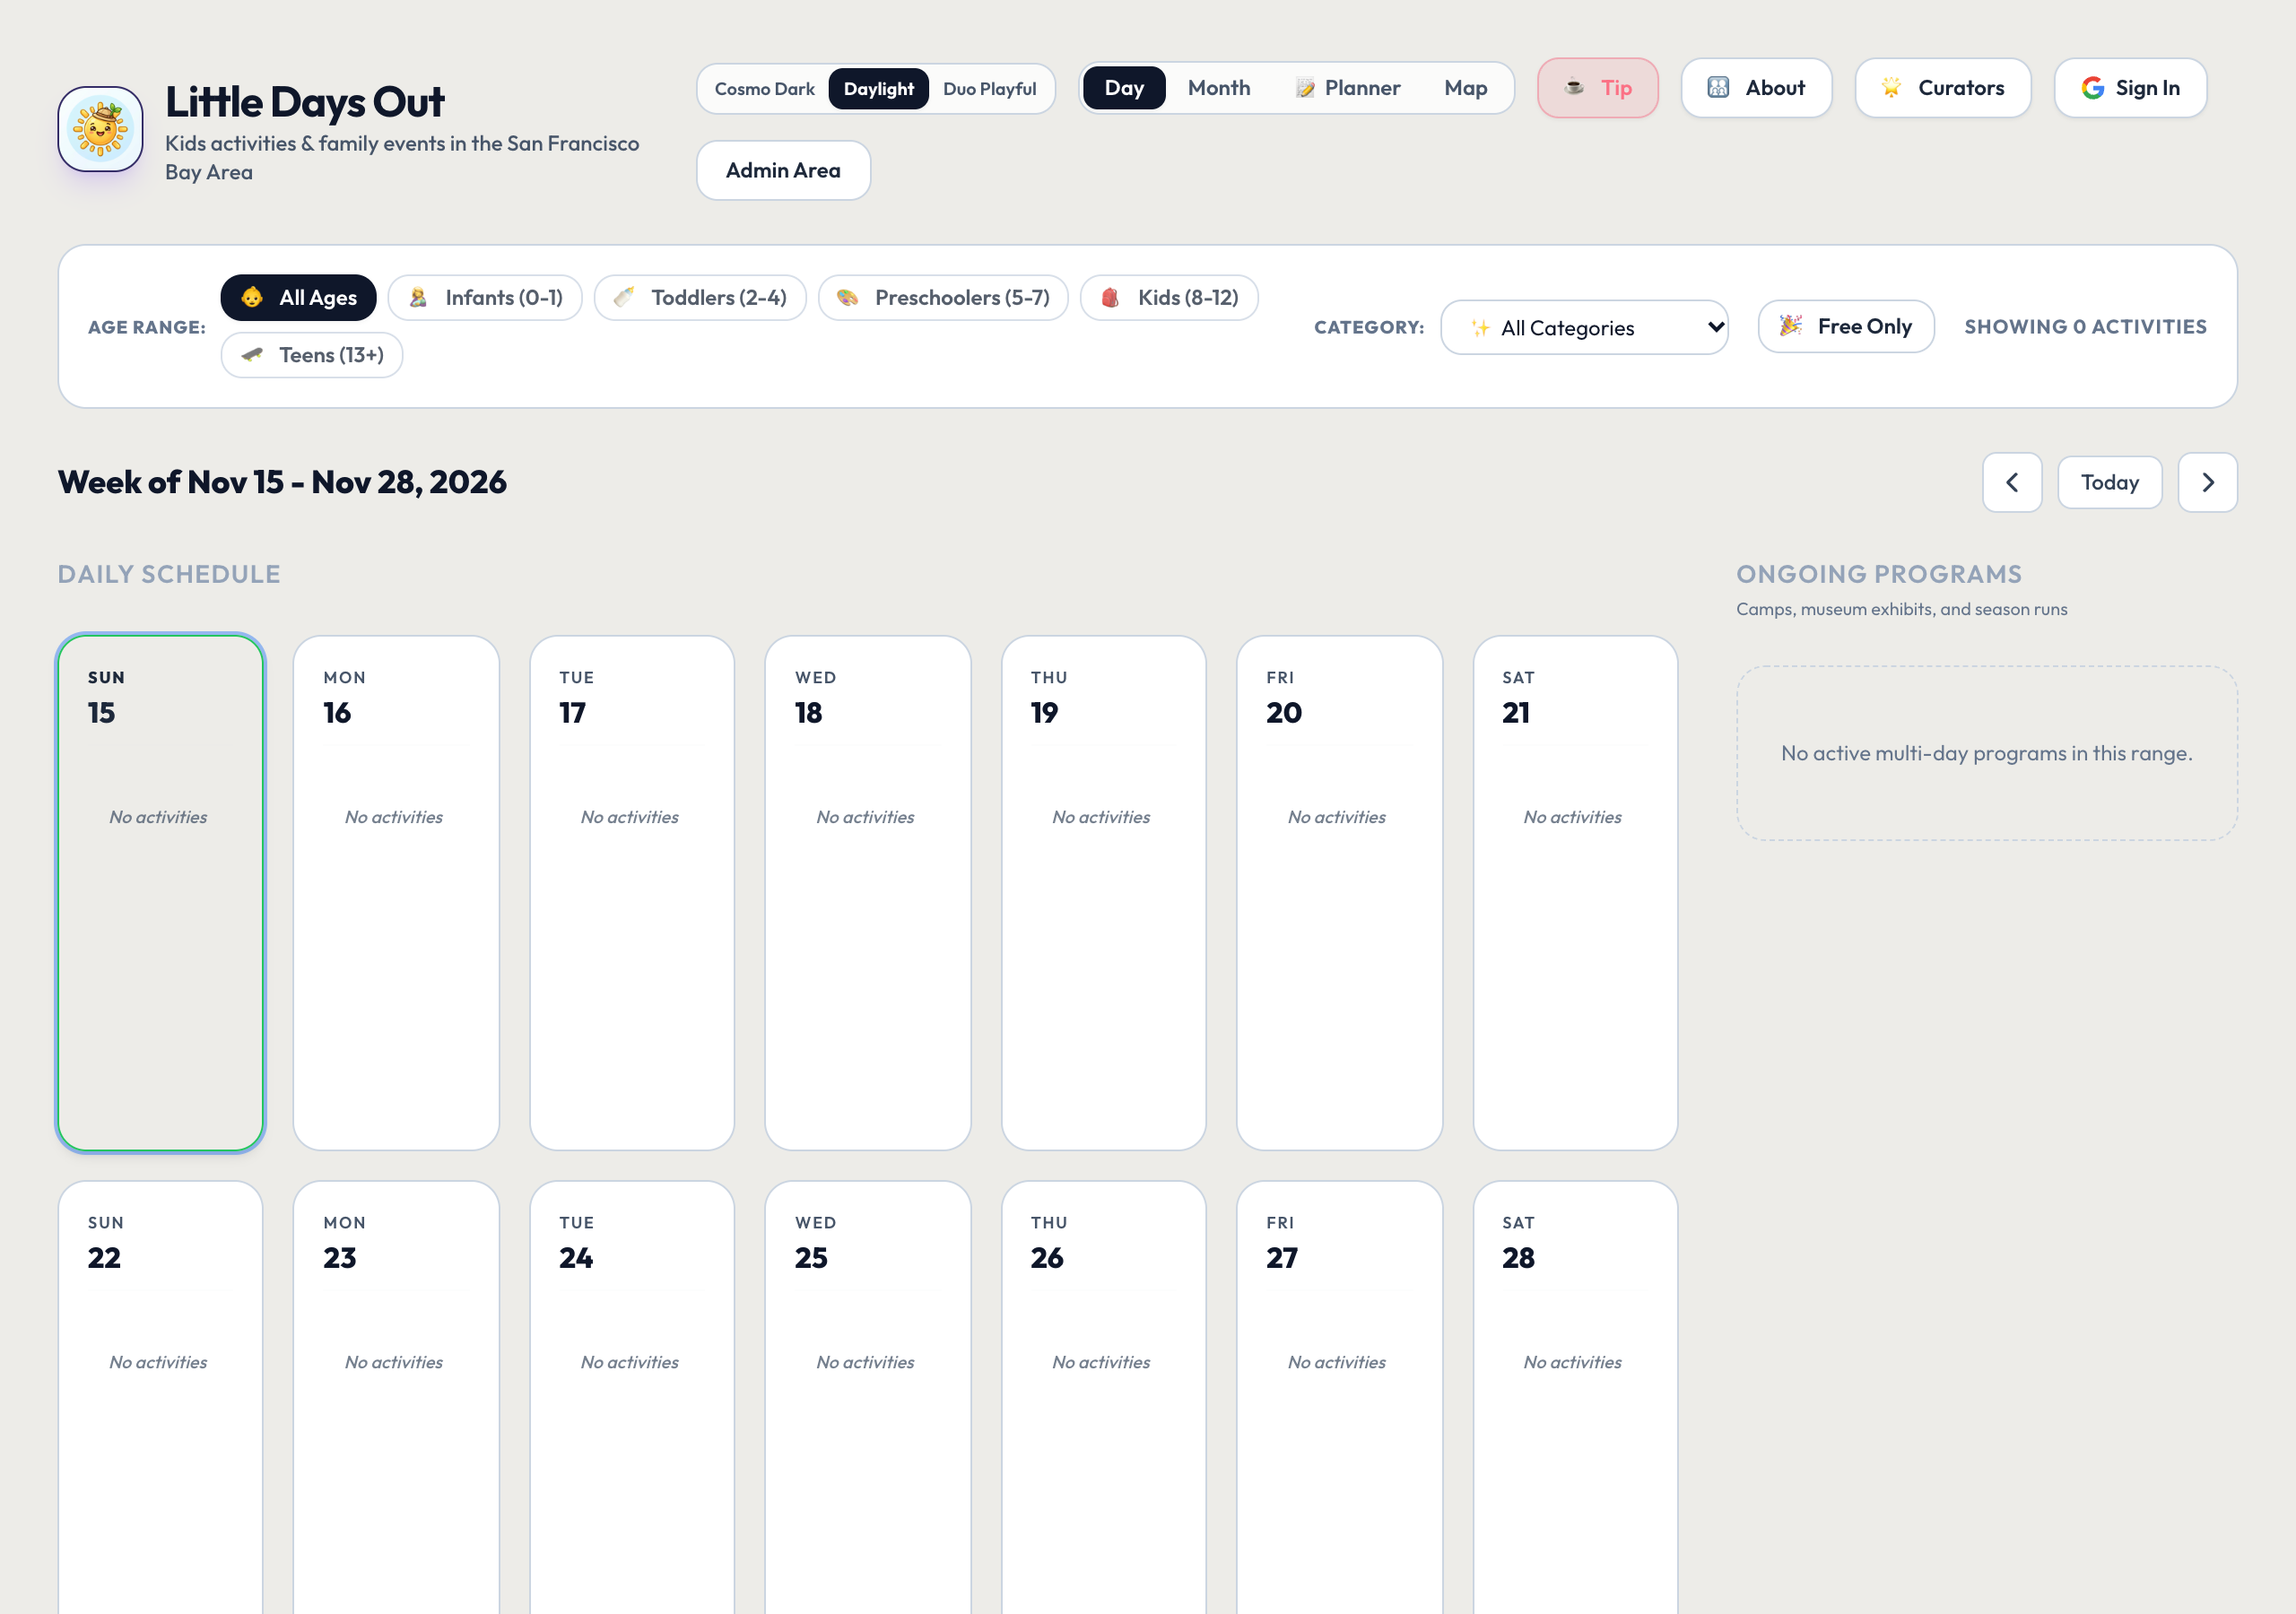 Little Days Out
Kids activities & family events in the San Francisco
Bay Area
Cosmo Dark Daylight Duo Playful
Day Month Planner Map
Tip
About
Curators
Sign In
Admin Area
AGE RANGE:
All Ages
Infants (0-1)
Toddlers (2-4)
Preschoolers (5-7)
Kids (8-12)
Teens (13+)
CATEGORY:
All Categories
Free Only
SHOWING 0 ACTIVITIES
Week of Nov 15 - Nov 28, 2026
Today
DAILY SCHEDULE
ONGOING PROGRAMS
Camps, museum exhibits, and season runs
No active multi-day programs in this range.
SUN
15
No activities
MON
16
No activities
TUE
17
No activities
WED
18
No activities
THU
19
No activities
FRI
20
No activities
SAT
21
No activities
SUN
22
No activities
MON
23
No activities
TUE
24
No activities
WED
25
No activities
THU
26
No activities
FRI
27
No activities
SAT
28
No activities